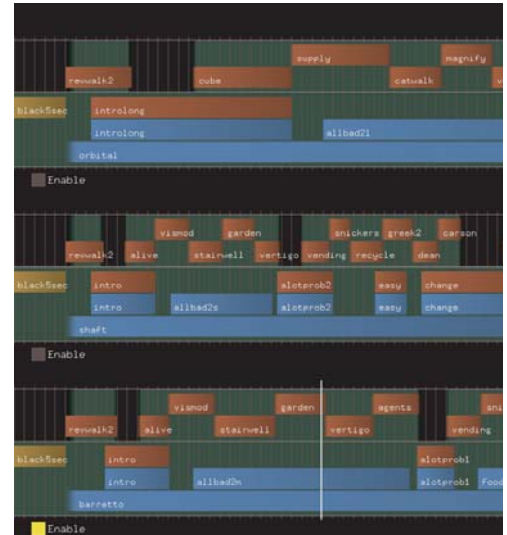 supply magnify
revwalk2 cube catwalk
black5sec introlong
introlong allbad21
orbital
Enable
vismod garden snickers greek2 carson
revwalk2 alive stairwell vertigo vending recycle dean
black5sec intro alotprob2 easy change
intro allbad2s alotprob2 easy change
shaft
Enable
vismod garden agents sni
revwalk2 alive stairwell vertigo vending
black5sec intro alotprob1
intro allbad2m alotprob1 food
barretto
Enable